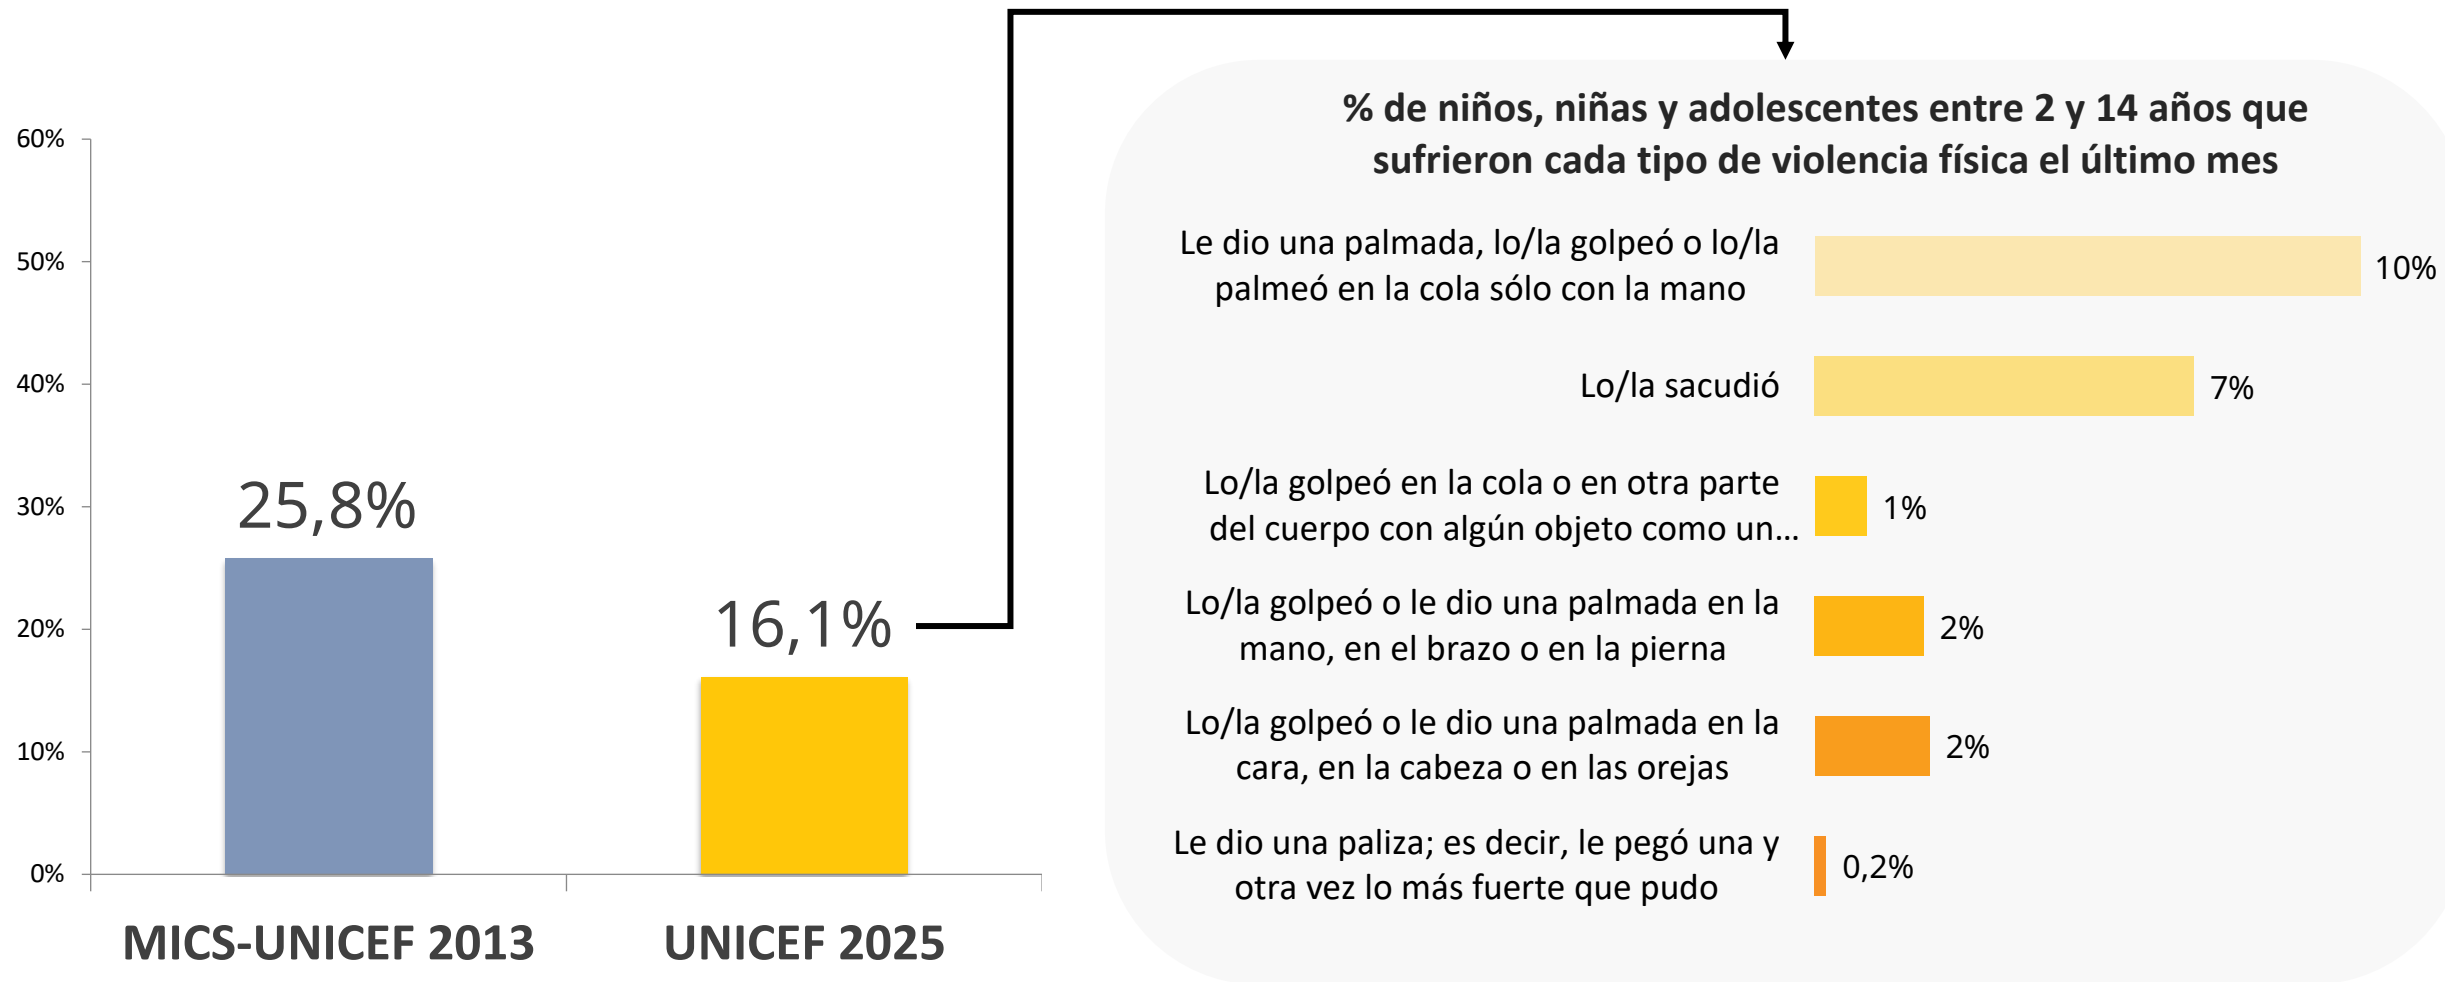 60%
50%
40%
30%
20%
10%
0%
25,8%
16,1%
MICS-UNICEF 2013
UNICEF 2025
% de niños, niñas y adolescentes entre 2 y 14 años que
sufrieron cada tipo de violencia física el último mes
Le dio una palmada, lo/la golpeó o lo/la
palmeó en la cola sólo con la mano
10%
Lo/la sacudió
7%
Lo/la golpeó en la cola o en otra parte
del cuerpo con algún objeto como un...
1%
Lo/la golpeó o le dio una palmada en la
mano, en el brazo o en la pierna
2%
Lo/la golpeó o le dio una palmada en la
cara, en la cabeza o en las orejas
2%
Le dio una paliza; es decir, le pegó una y
otra vez lo más fuerte que pudo
0,2%